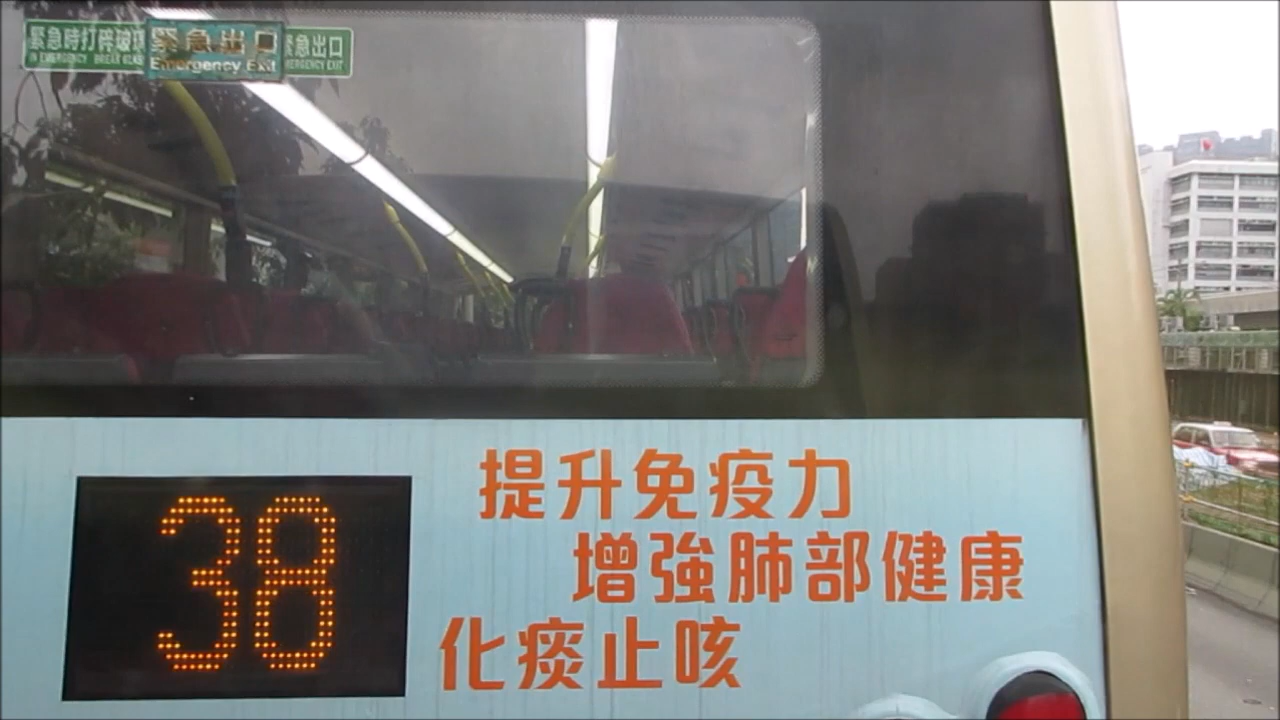 緊急時打碎玻璃
IN EMERGENCY BREAK GLASS
緊急出口
Emergency Exit
緊急出口
EMERGENCY EXIT
38
提升免疫力
增強肺部健康
化痰止咳